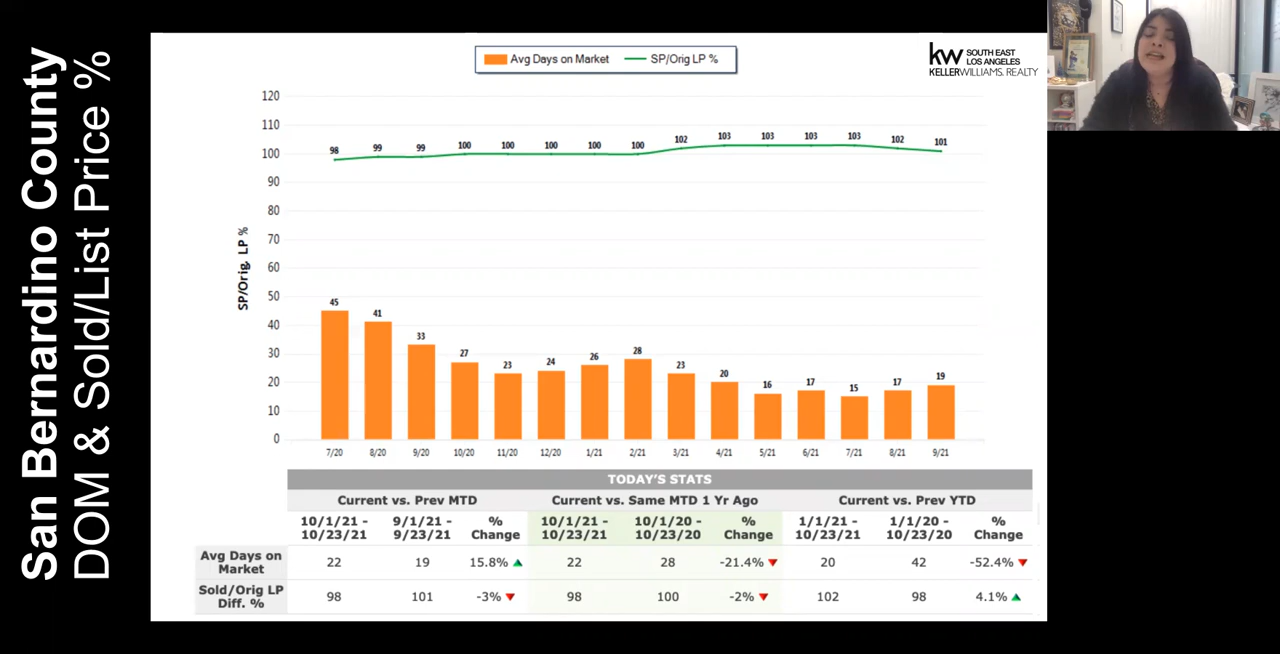 San Bernardino County
DOM & Sold/List Price %
Avg Days on Market SP/Orig LP %
kw SOUTH EAST
LOS ANGELES
KELLERWILLIAMS. REALTY
SP/Orig. LP %
120
110
100
90
80
70
60
50
40
30
20
10
0
98 99 99 100 100 100 100 100 102 103 103 103 103 102 101
45 41 33 27 23 24 26 28 23 20 16 17 15 17 19
7/20 8/20 9/20 10/20 11/20 12/20 1/21 2/21 3/21 4/21 5/21 6/21 7/21 8/21 9/21
TODAY'S STATS
Current vs. Prev MTD Current vs. Same MTD 1 Yr Ago Current vs. Prev YTD
10/1/21 - 9/1/21 - % 10/1/21 - 10/1/20 - % 1/1/21 - 1/1/20 - %
10/23/21 9/23/21 Change 10/23/21 10/23/20 Change 10/23/21 10/23/20 Change
Avg Days on
Market 22 19 15.8% 22 28 -21.4% 20 42 -52.4%
Sold/Orig LP
Diff. % 98 101 -3% 98 100 -2% 102 98 4.1%